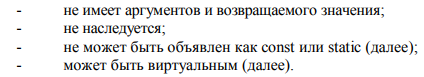 - не имеет аргументов и возвращаемого значения;
- не наследуется;
- не может быть объявлен как const или static (далее);
- может быть виртуальным (далее).